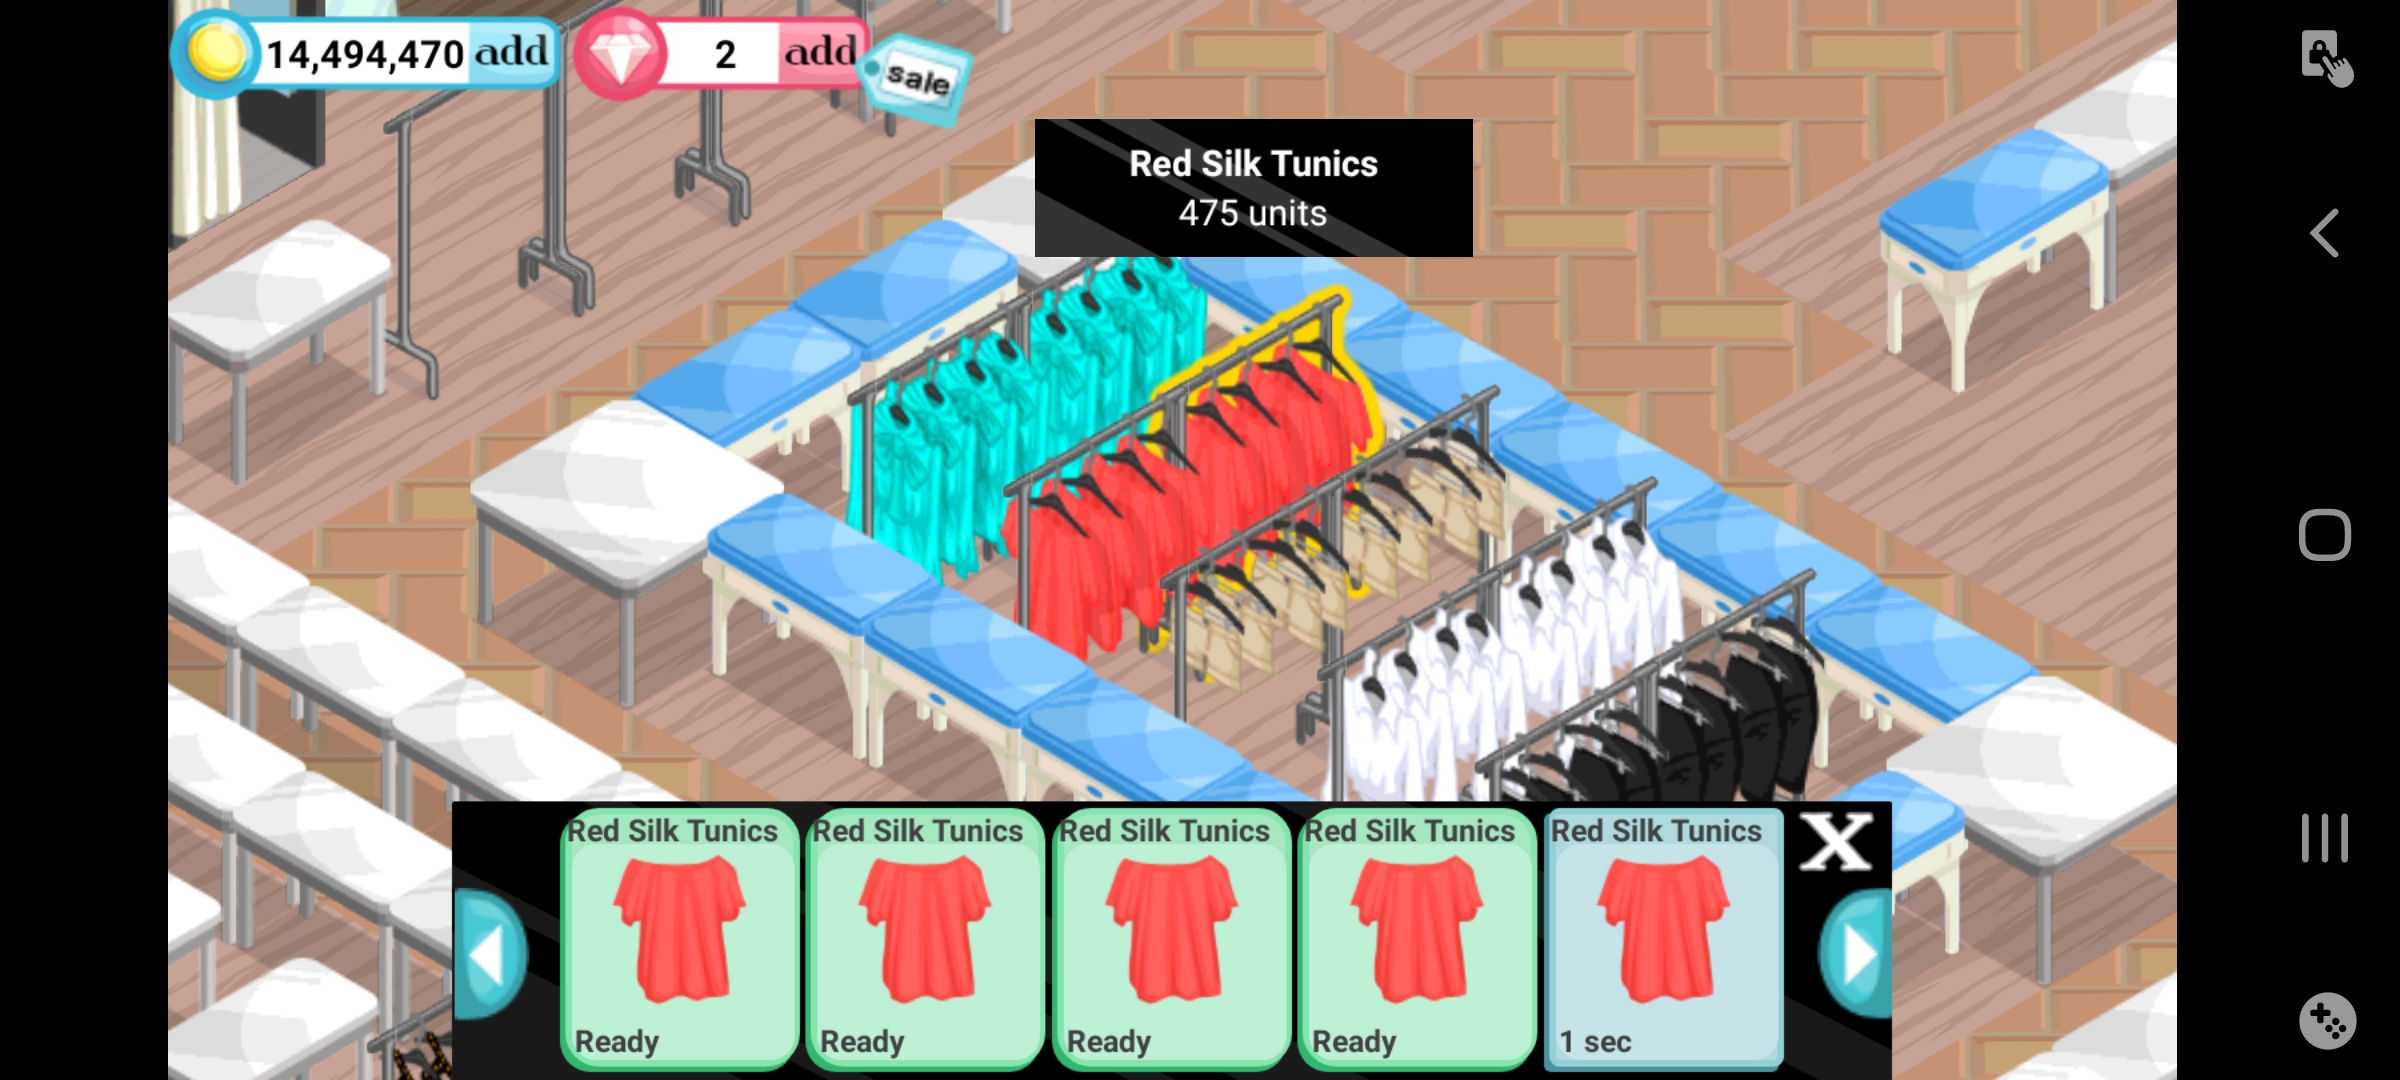 14,494,470 add
2 add
sale
Red Silk Tunics
475 units
Red Silk Tunics
Ready
Red Silk Tunics
Ready
Red Silk Tunics
Ready
Red Silk Tunics
Ready
Red Silk Tunics
1 sec
X